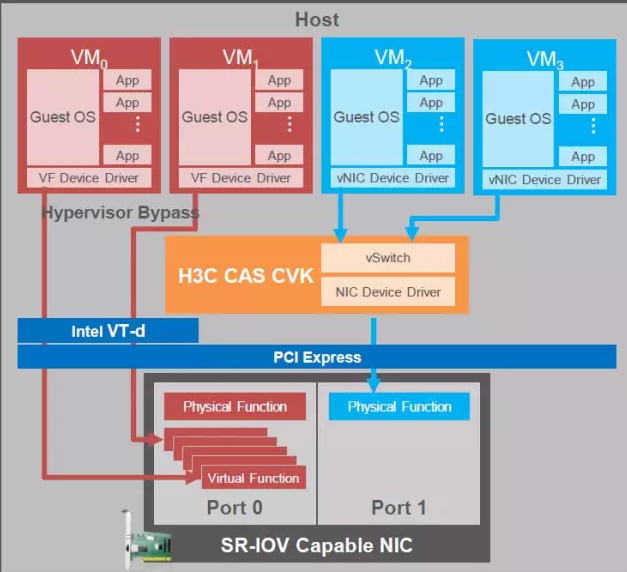 Host
VM0
Guest OS
App
App
App
VF Device Driver
VM1
Guest OS
App
App
App
VF Device Driver
VM2
Guest OS
App
App
App
vNIC Device Driver
VM3
Guest OS
App
App
App
vNIC Device Driver
Hypervisor Bypass
H3C CAS CVK
vSwitch
NIC Device Driver
Intel VT-d
PCI Express
Physical Function
Physical Function
Virtual Function
Port 0
Port 1
SR-IOV Capable NIC